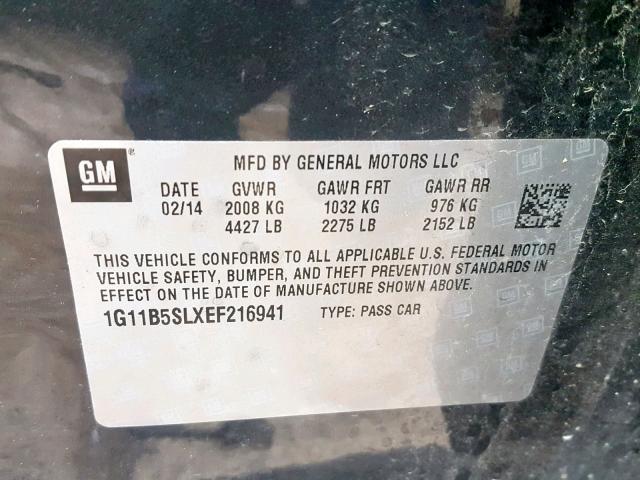 GM ®
MFD BY GENERAL MOTORS LLC
DATE GVWR GAWR FRT GAWR RR
02/14 2008 KG 1032 KG 976 KG
4427 LB 2275 LB 2152 LB
THIS VEHICLE CONFORMS TO ALL APPLICABLE U.S. FEDERAL MOTOR
VEHICLE SAFETY, BUMPER, AND THEFT PREVENTION STANDARDS IN
EFFECT ON THE DATE OF MANUFACTURE SHOWN ABOVE.
1G11B5SLXEF216941 TYPE: PASS CAR